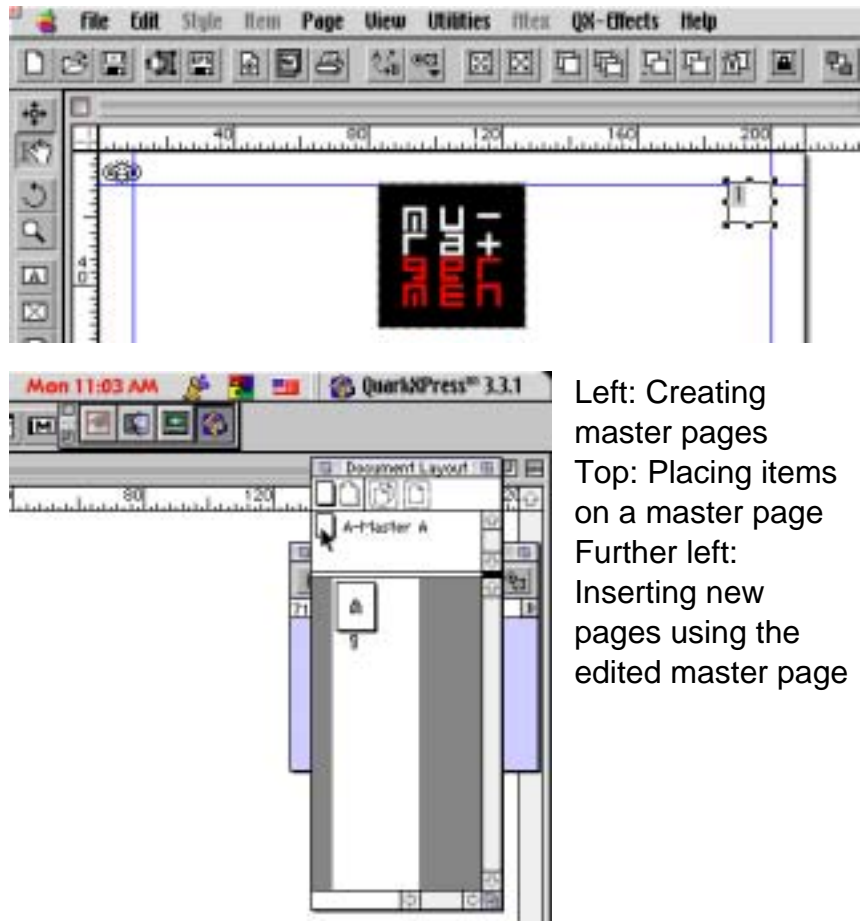 File Edit Style Item Page View Utilities QX-Effects Help
40 80 120 160 200
Mon 11:03 AM QuarkXPress™ 3.3.1
Document Layout
80 120
A-Master A
Left: Creating
master pages
Top: Placing items
on a master page
Further left:
Inserting new
pages using the
edited master page